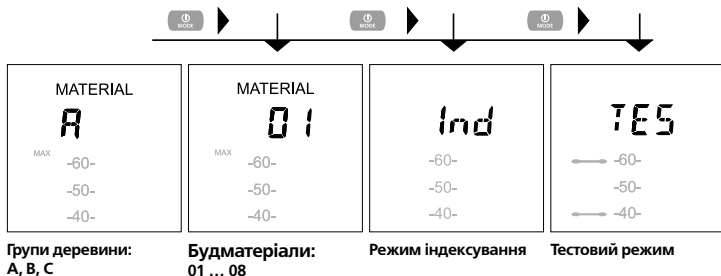 MODE MODE MODE
MATERIAL
A
MAX
-60-
-50-
-40-
MATERIAL
01
MAX
-60-
-50-
-40-
Ind
-60-
-50-
-40-
TES
-60-
-50-
-40-
Групи деревини:
A, B, C
Будматеріали:
01 ... 08
Режим індексування
Тестовий режим